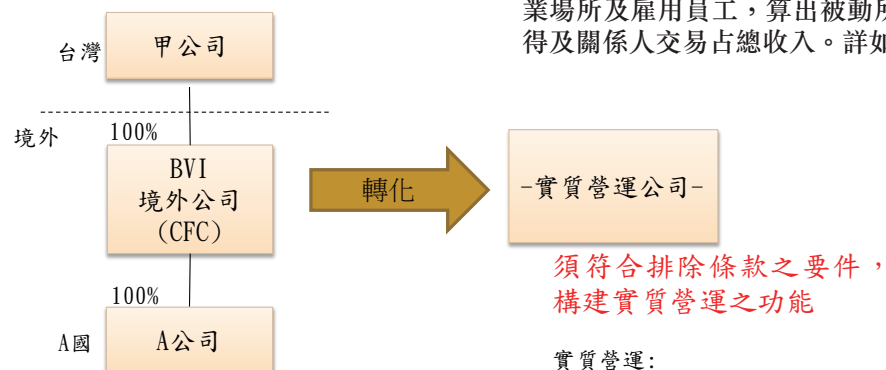 業場所及雇用員工，算出被動所
得及關係人交易占總收入。詳如
台灣
甲公司
境外
100%
BVI
境外公司
(CFC)
100%
A國
A公司
轉化
-實質營運公司-
須符合排除條款之要件，
構建實質營運之功能
實質營運: